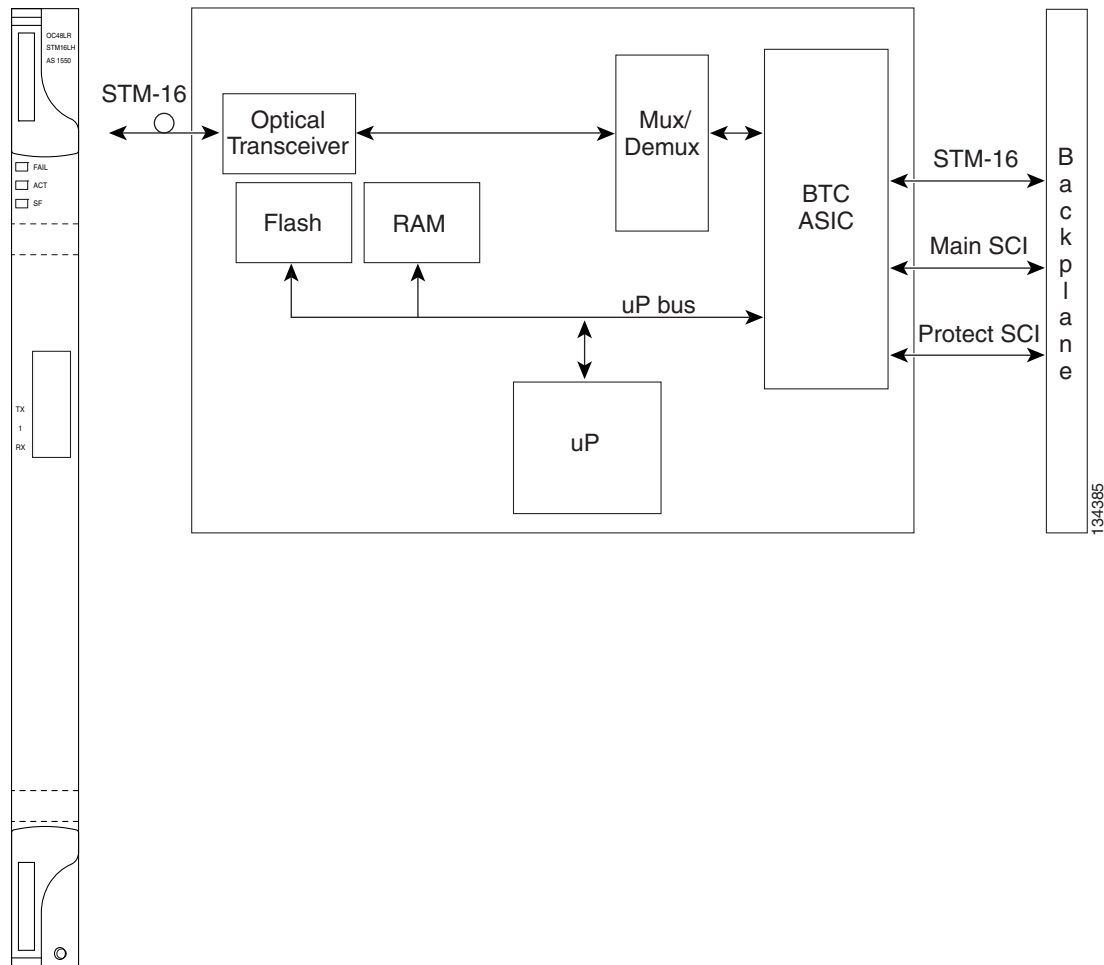 OC48LR
STM16LH
AS 1550
FAIL
ACT
SF
TX
1
RX
STM-16
Optical
Transceiver
Mux/
Demux
Flash
RAM
uP bus
uP
BTC
ASIC
STM-16
Main SCI
Protect SCI
Backplane
134385